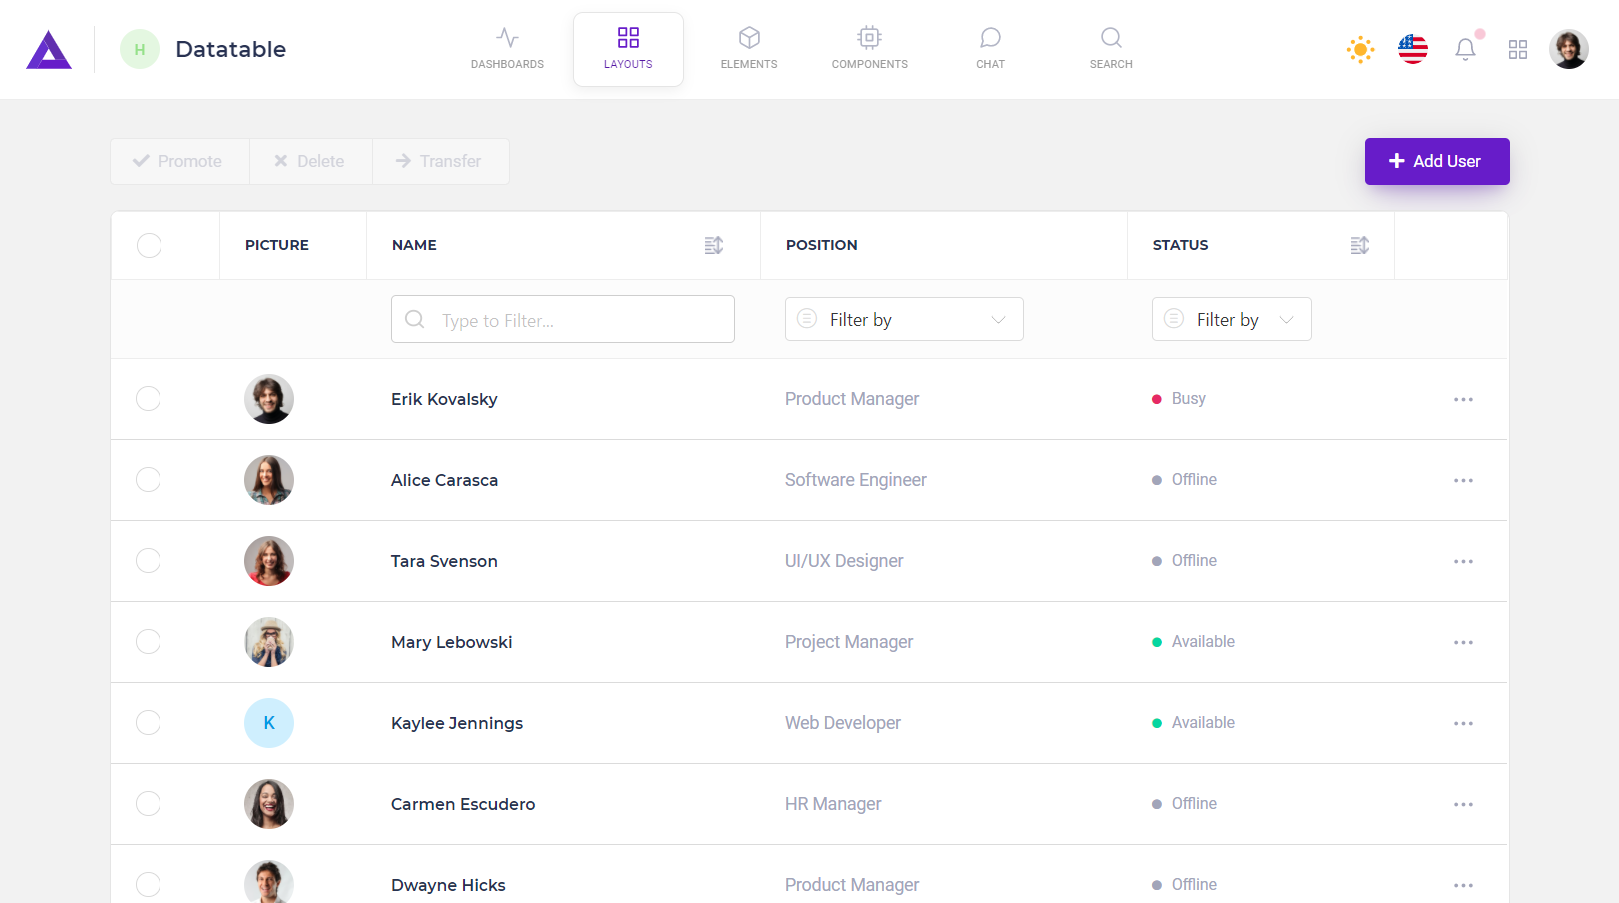 H Datatable
DASHBOARDS LAYOUTS ELEMENTS COMPONENTS CHAT SEARCH
Promote Delete Transfer
Add User
PICTURE NAME POSITION STATUS
Type to Filter... Filter by Filter by
Erik Kovalsky Product Manager Busy
Alice Carasca Software Engineer Offline
Tara Svenson UI/UX Designer Offline
Mary Lebowski Project Manager Available
K Kaylee Jennings Web Developer Available
Carmen Escudero HR Manager Offline
Dwayne Hicks Product Manager Offline